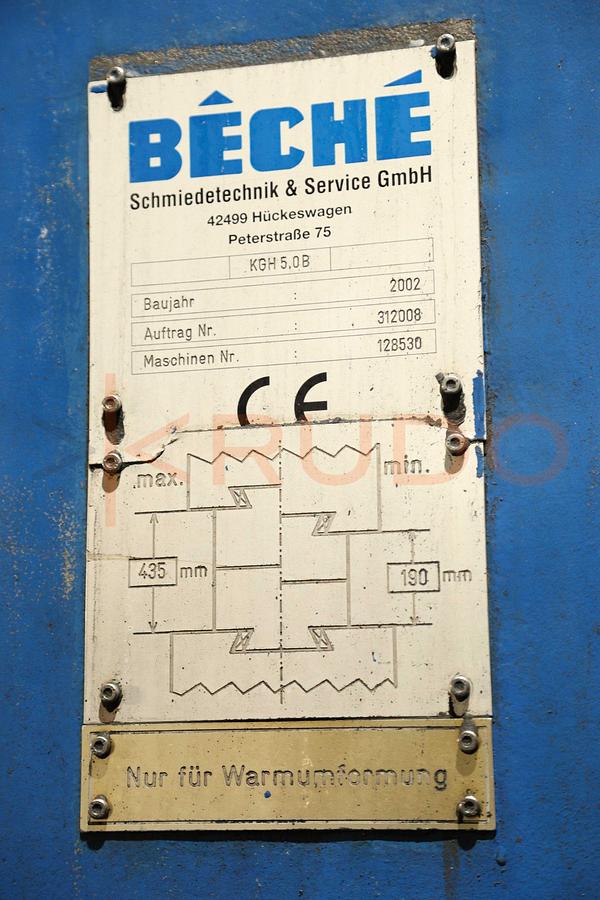 BÊCHÉ
Schmiedetechnik & Service GmbH
42499 Hückeswagen
Peterstraße 75
KGH 5,0B
Baujahr : 2002
Auftrag Nr. : 312008
Maschinen Nr. : 128530
CE
KRUDO
max. min.
435 mm 190 mm
Nur für Warmumformung